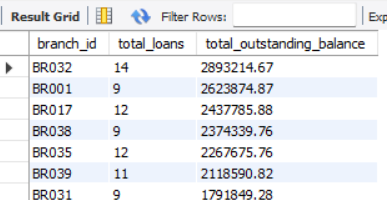 Result Grid Filter Rows: Exp
branch_id total_loans total_outstanding_balance
BR032 14 2893214.67
BR001 9 2623874.87
BR017 12 2437785.88
BR038 9 2374339.76
BR035 12 2267675.76
BR039 11 2118590.82
BR031 9 1791849.28